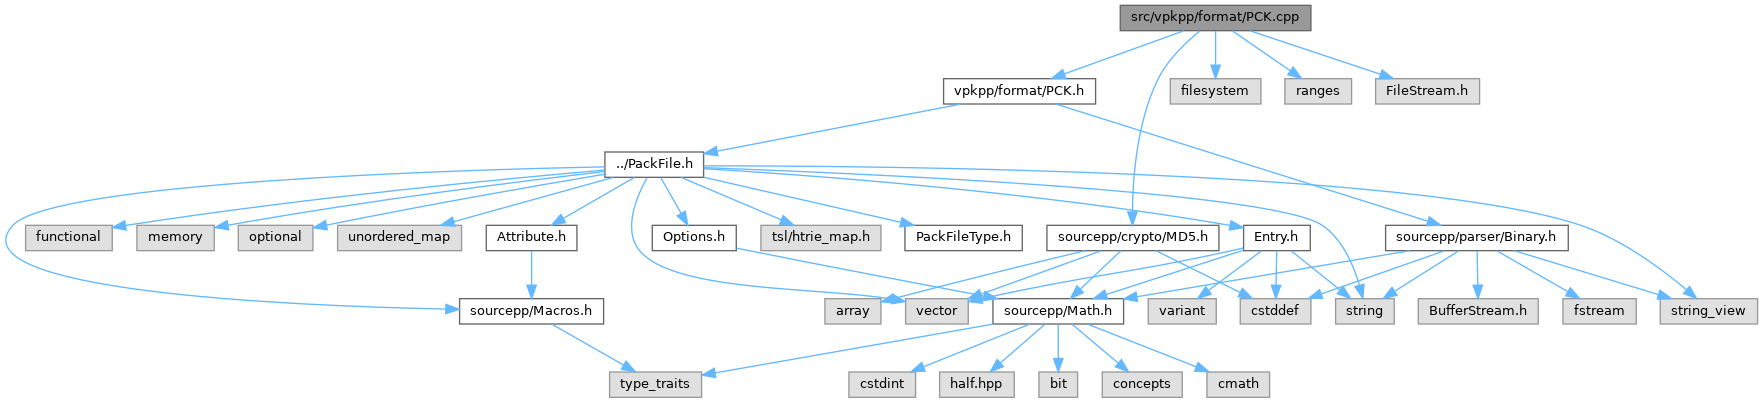 src/vpkpp/format/PCK.cpp
vpkpp/format/PCK.h
filesystem
ranges
FileStream.h
../PackFile.h
functional
memory
optional
unordered_map
Attribute.h
Options.h
tsl/htrie_map.h
PackFileType.h
sourcepp/crypto/MD5.h
Entry.h
sourcepp/parser/Binary.h
sourcepp/Macros.h
array
vector
sourcepp/Math.h
variant
cstddef
string
BufferStream.h
fstream
string_view
type_traits
cstdint
half.hpp
bit
concepts
cmath